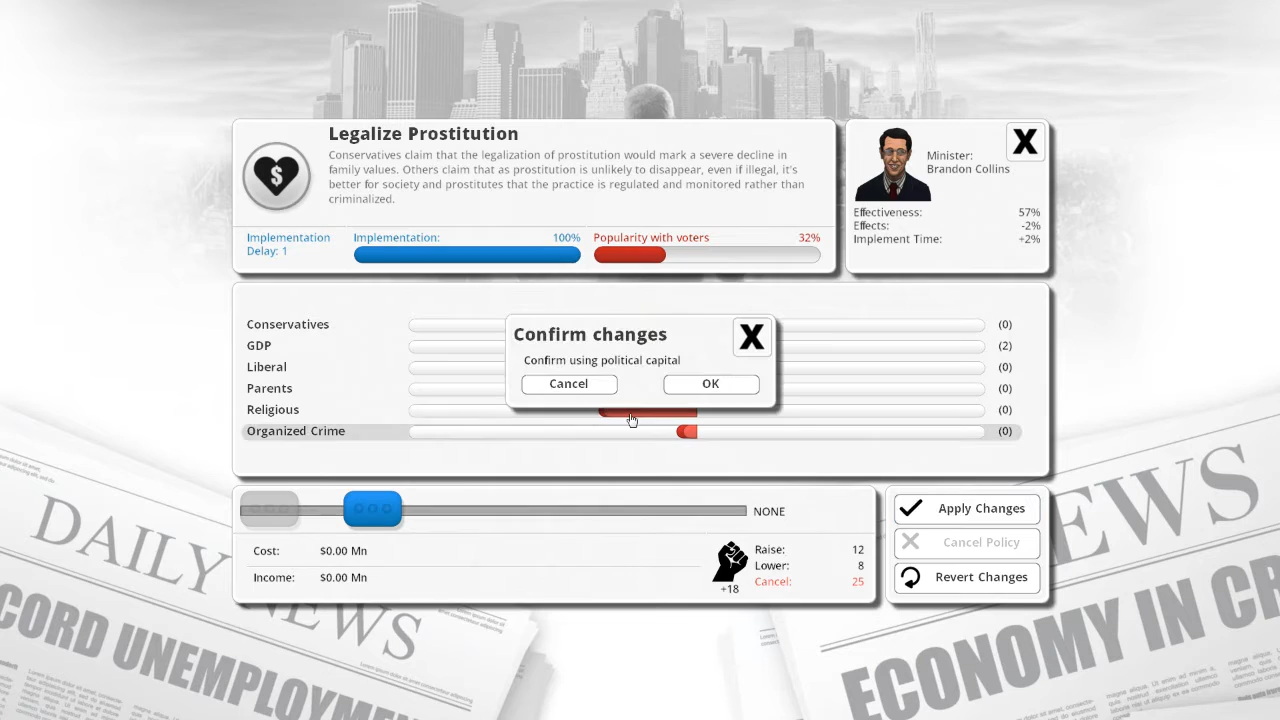 Legalize Prostitution
Conservatives claim that the legalization of prostitution would mark a severe decline in
family values. Others claim that as prostitution is unlikely to disappear, even if illegal, it's
better for society and prostitutes that the practice is regulated and monitored rather than
criminalized.
Implementation
Delay: 1
Implementation: 100%
Popularity with voters 32%
X
Minister:
Brandon Collins
Effectiveness: 57%
Effects: -2%
Implement Time: +2%
Conservatives (0)
GDP (2)
Liberal (0)
Parents (0)
Religious (0)
Organized Crime (0)
Confirm changes X
Confirm using political capital
Cancel OK
NONE
Cost: $0.00 Mn
Income: $0.00 Mn
+18
Raise: 12
Lower: 8
Cancel: 25
Apply Changes
Cancel Policy
Revert Changes
DAILY NEWS
CORD UNEMPLOYME
NEWS
ECONOMY IN CR